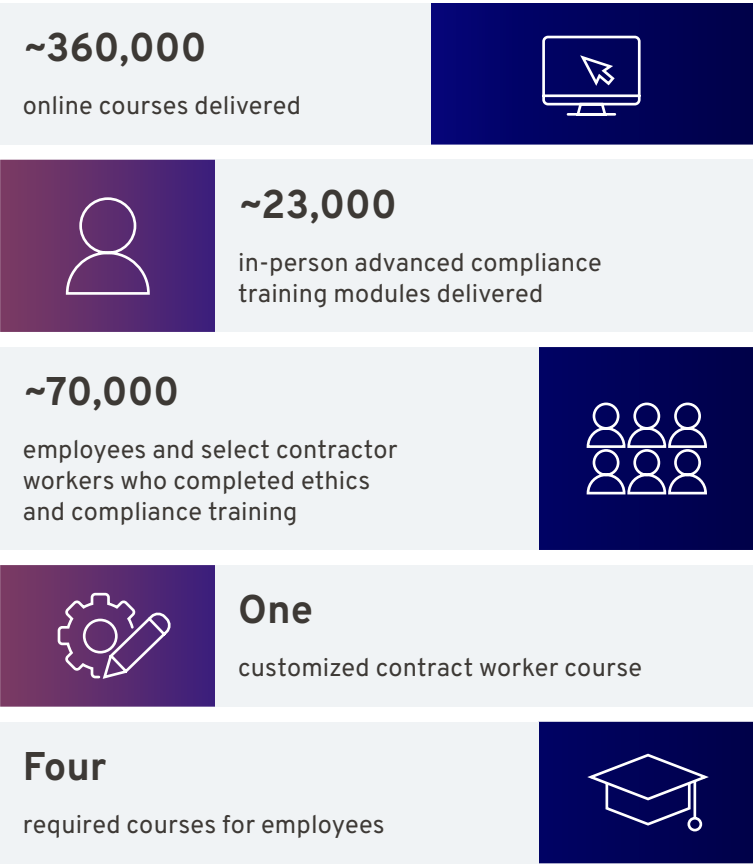 ~360,000
online courses delivered
~23,000
in-person advanced compliance
training modules delivered
~70,000
employees and select contractor
workers who completed ethics
and compliance training
One
customized contract worker course
Four
required courses for employees